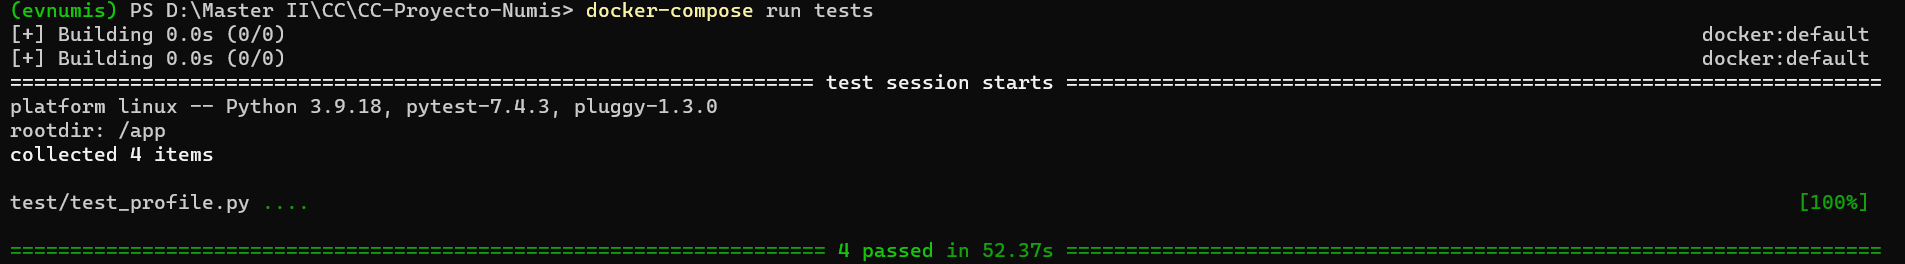 (evnumis) PS D:\Master II\CC\CC-Proyecto-Numis> docker-compose run tests
[+] Building 0.0s (0/0) docker:default
[+] Building 0.0s (0/0) docker:default
=================================================================== test session starts ====================================================================
platform linux -- Python 3.9.18, pytest-7.4.3, pluggy-1.3.0
rootdir: /app
collected 4 items

test/test_profile.py .... [100%]

==================================================================== 4 passed in 52.37s ====================================================================